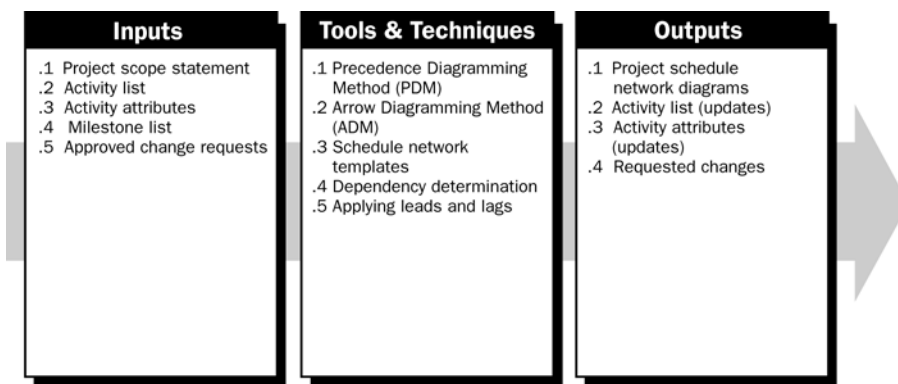 Inputs
.1 Project scope statement
.2 Activity list
.3 Activity attributes
.4 Milestone list
.5 Approved change requests
Tools & Techniques
.1 Precedence Diagramming
Method (PDM)
.2 Arrow Diagramming Method
(ADM)
.3 Schedule network
templates
.4 Dependency determination
.5 Applying leads and lags
Outputs
.1 Project schedule
network diagrams
.2 Activity list (updates)
.3 Activity attributes
(updates)
.4 Requested changes